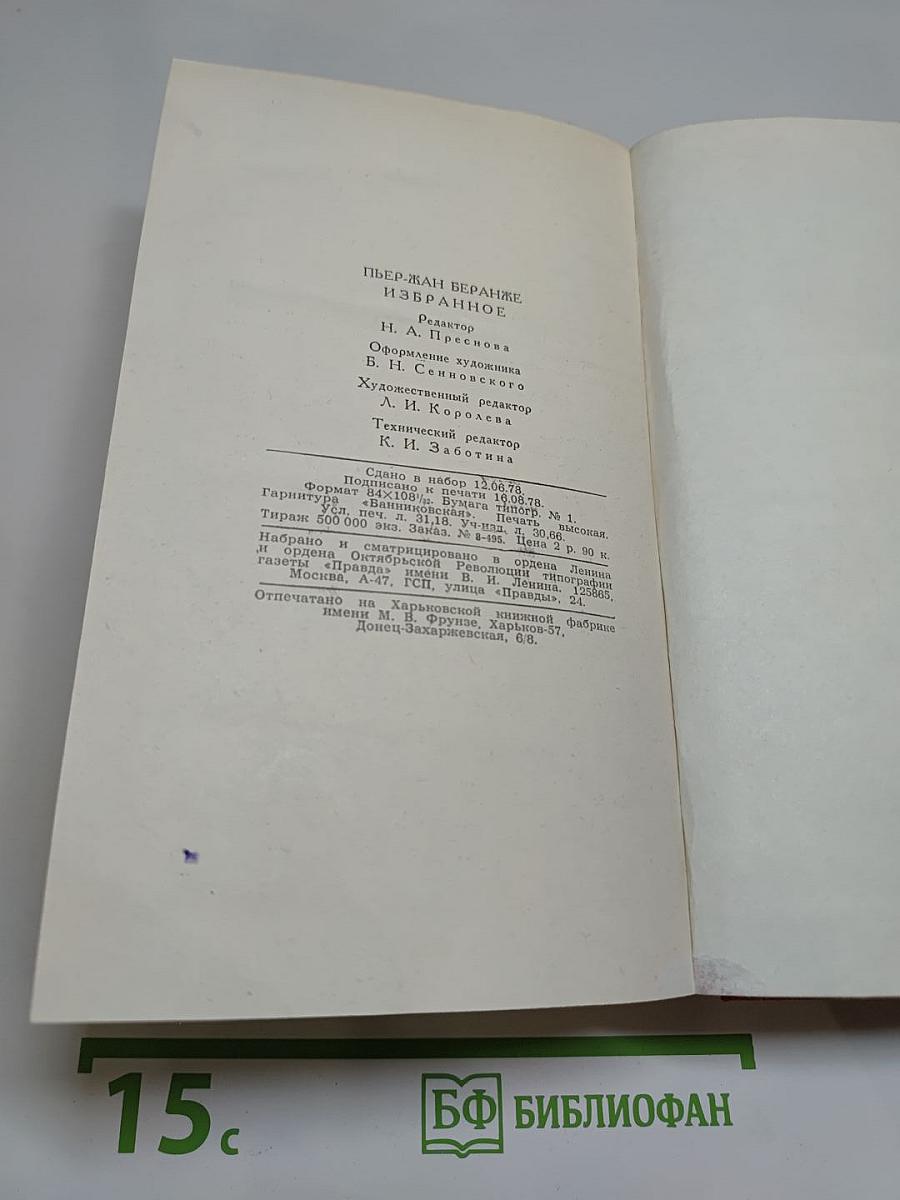 ПЬЕР-ЖАН БЕРАНЖЕ
ИЗБРАННОЕ
Редактор
Н. А. Преснова
Оформление художника
Б. Н. Сенновского
Художественный редактор
Л. И. Королева
Технический редактор
К. И. Заботина
Сдано в набор 12.06.78.
Подписано к печати 16.08.78.
Формат 84×108¹/₃₂. Бумага типогр. № 1.
Гарнитура «Банниковская». Печать высокая.
Усл. печ. л. 31,18. Уч-изд. л. 30,66.
Тираж 500 000 экз. Заказ. № 8-495. Цена 2 р. 90 к.
Набрано и сматрицировано в ордена Ленина
и ордена Октябрьской Революции типографии
газеты «Правда» имени В. И. Ленина. 125865,
Москва, А-47, ГСП, улица «Правды», 24.
Отпечатано на Харьковской книжной фабрике
имени М. В. Фрунзе, Харьков-57,
Донец-Захаржевская, 6/8.
15 с
БФ БИБЛИОФАН